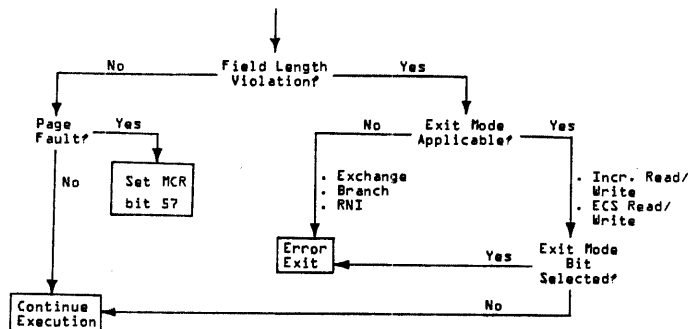 No
Field Length
Violation?
Yes
Page
Fault?
Yes
No
Exit Mode
Applicable?
Yes
No
Set MCR
bit 57
. Exchange
. Branch
. RNI
. Incr. Read/
Write
. ECS Read/
Write
Error
Exit
Yes
Exit Mode
Bit
Selected?
No
Continue
Execution